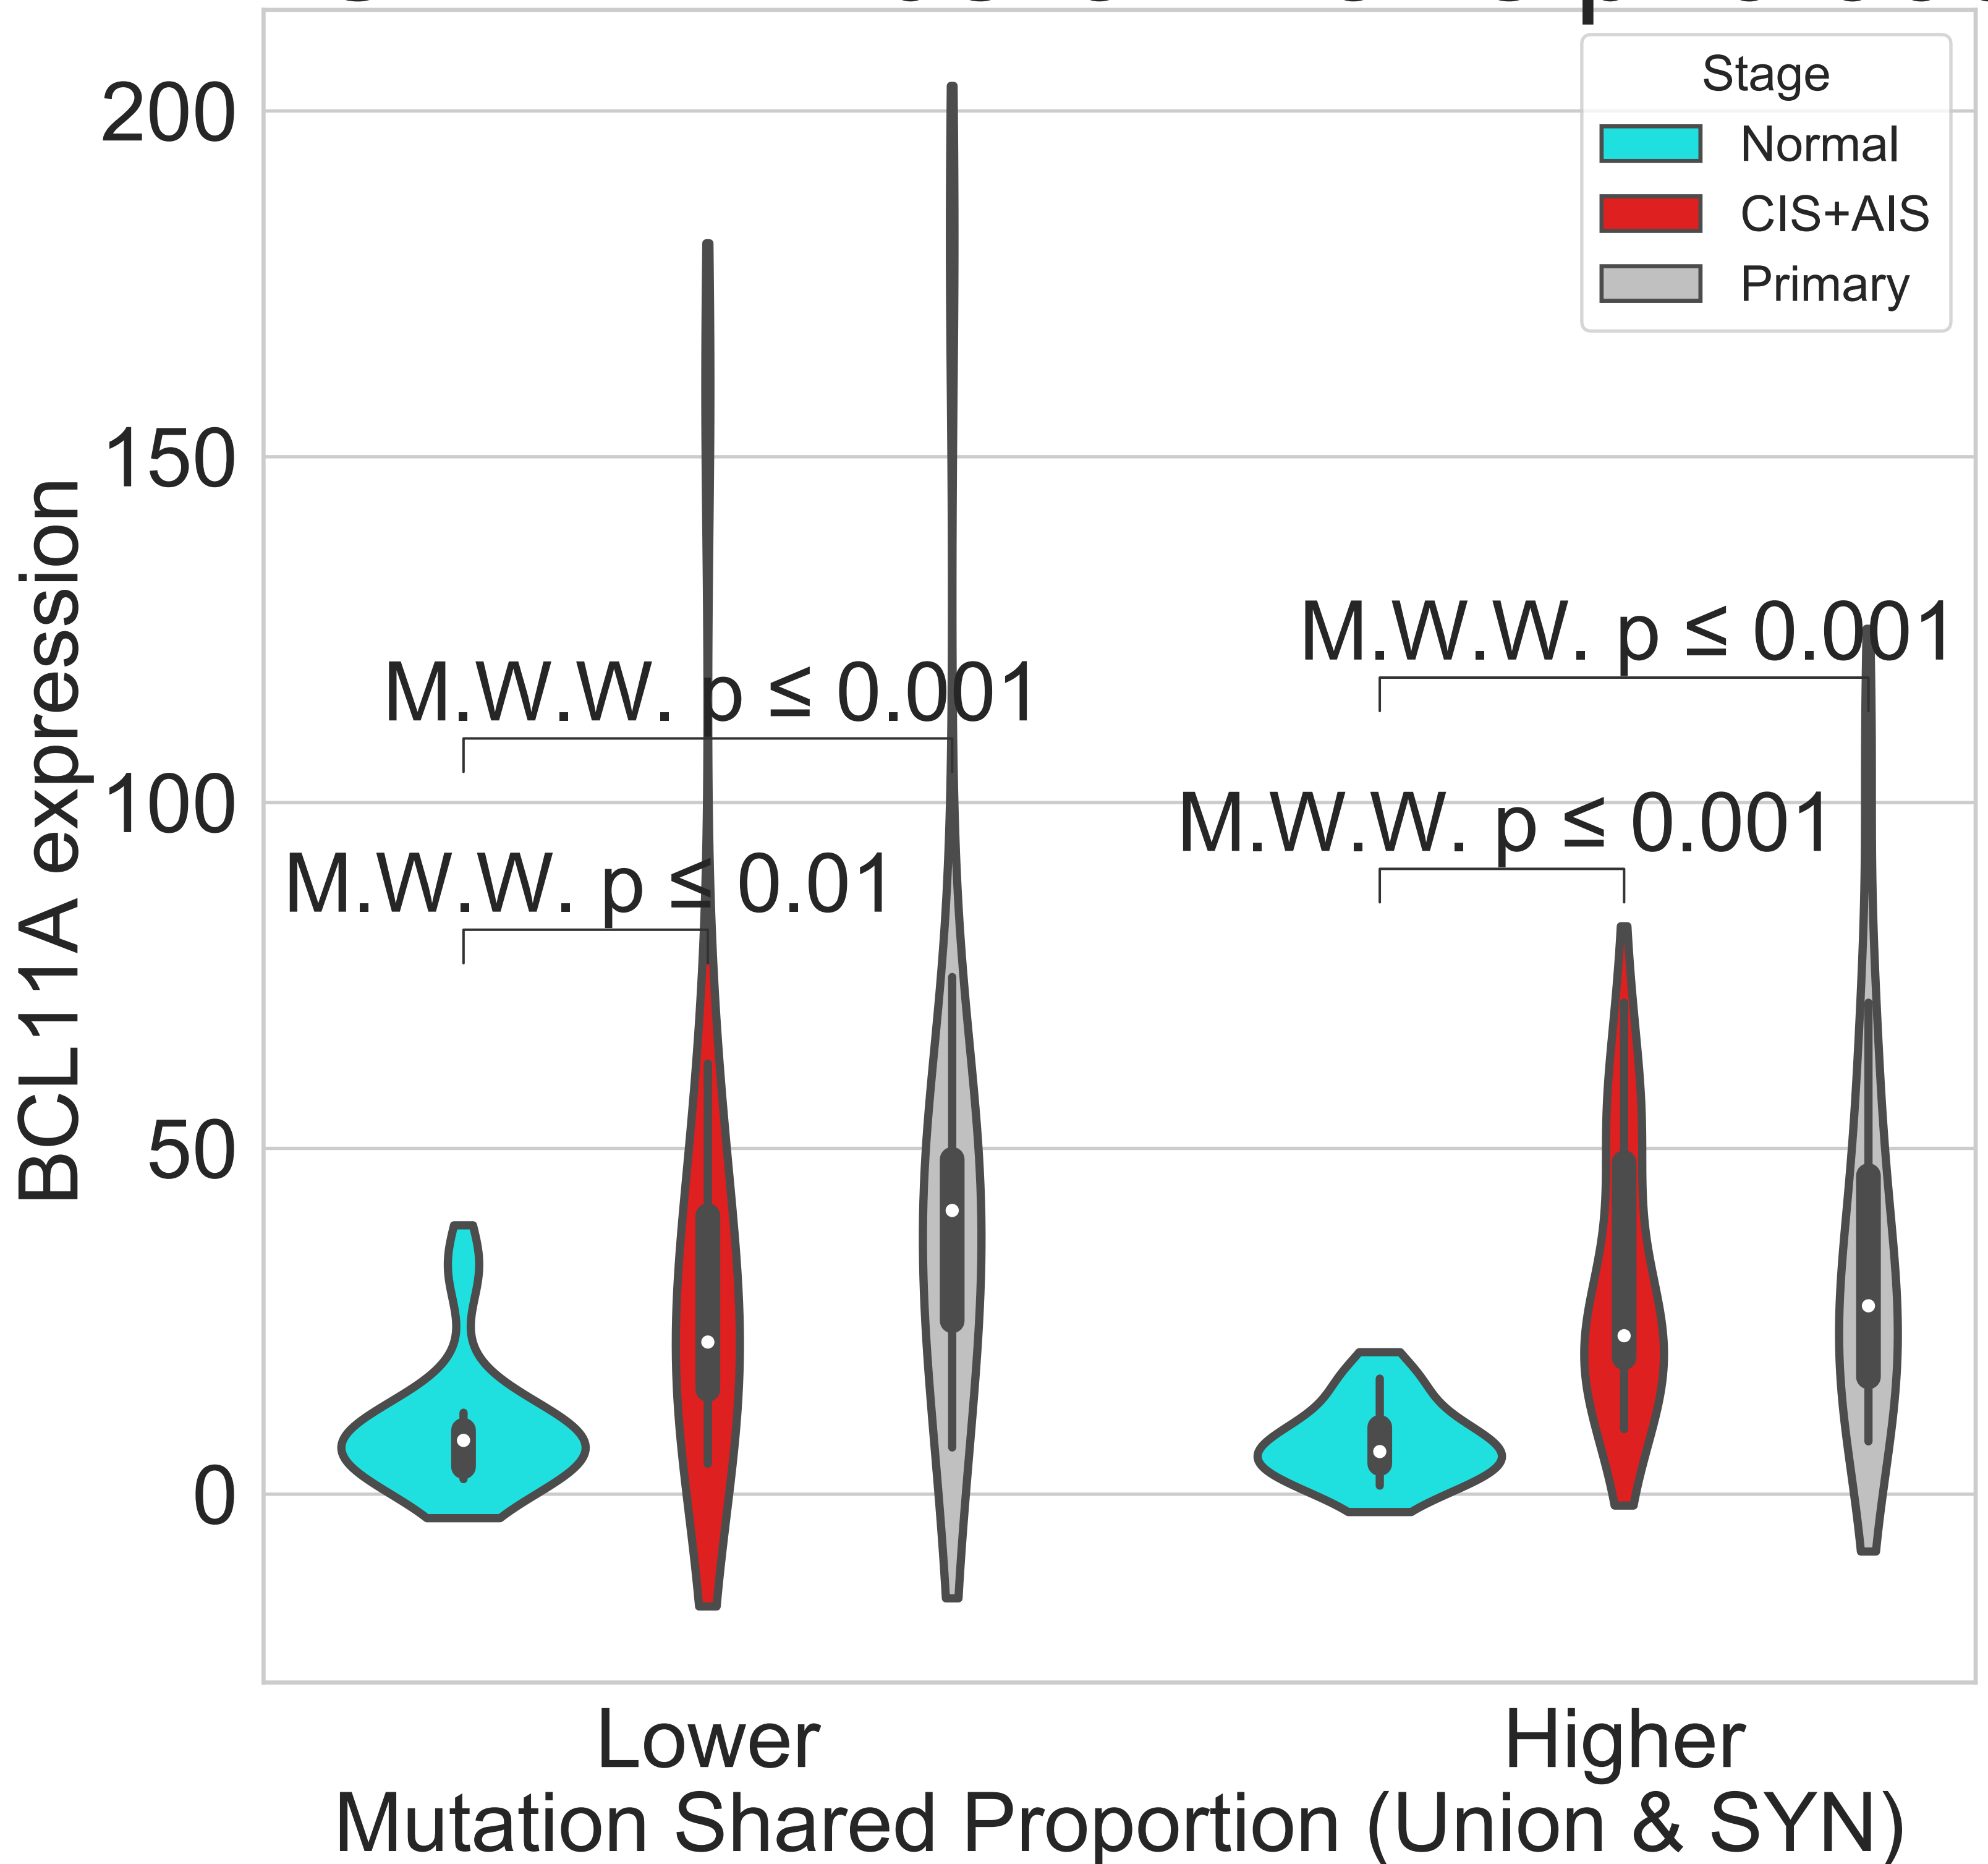 Stage
Normal
CIS+AIS
Primary
200
150
100
50
0
BCL11A expression
M.W.W. p ≤ 0.001
M.W.W. p ≤ 0.001
M.W.W. p ≤ 0.001
M.W.W. p ≤ 0.01
Lower
Higher
Mutation Shared Proportion (Union & SYN)